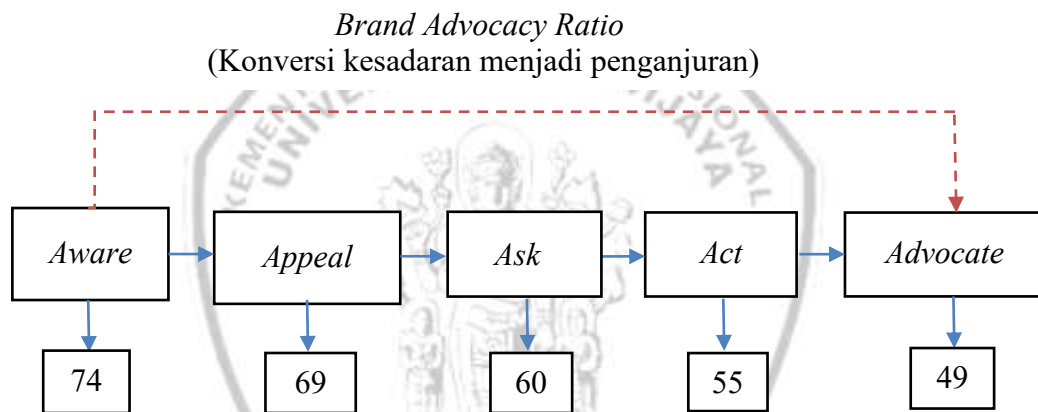 Brand Advocacy Ratio
(Konversi kesadaran menjadi penganjuran)
Aware
Appeal
Ask
Act
Advocate
74
69
60
55
49